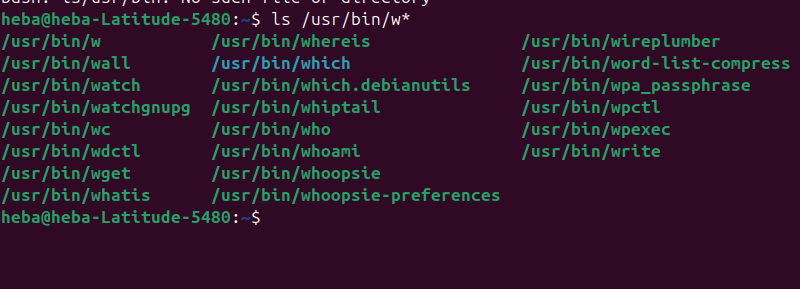 heba@heba-Latitude-5480:~$ ls /usr/bin/w*
/usr/bin/w /usr/bin/whereis /usr/bin/wireplumber
/usr/bin/wall /usr/bin/which /usr/bin/word-list-compress
/usr/bin/watch /usr/bin/which.debianutils /usr/bin/wpa_passphrase
/usr/bin/watchgnupg /usr/bin/whiptail /usr/bin/wpctl
/usr/bin/wc /usr/bin/who /usr/bin/wpexec
/usr/bin/wdctl /usr/bin/whoami /usr/bin/write
/usr/bin/wget /usr/bin/whoopsie
/usr/bin/whatis /usr/bin/whoopsie-preferences
heba@heba-Latitude-5480:~$